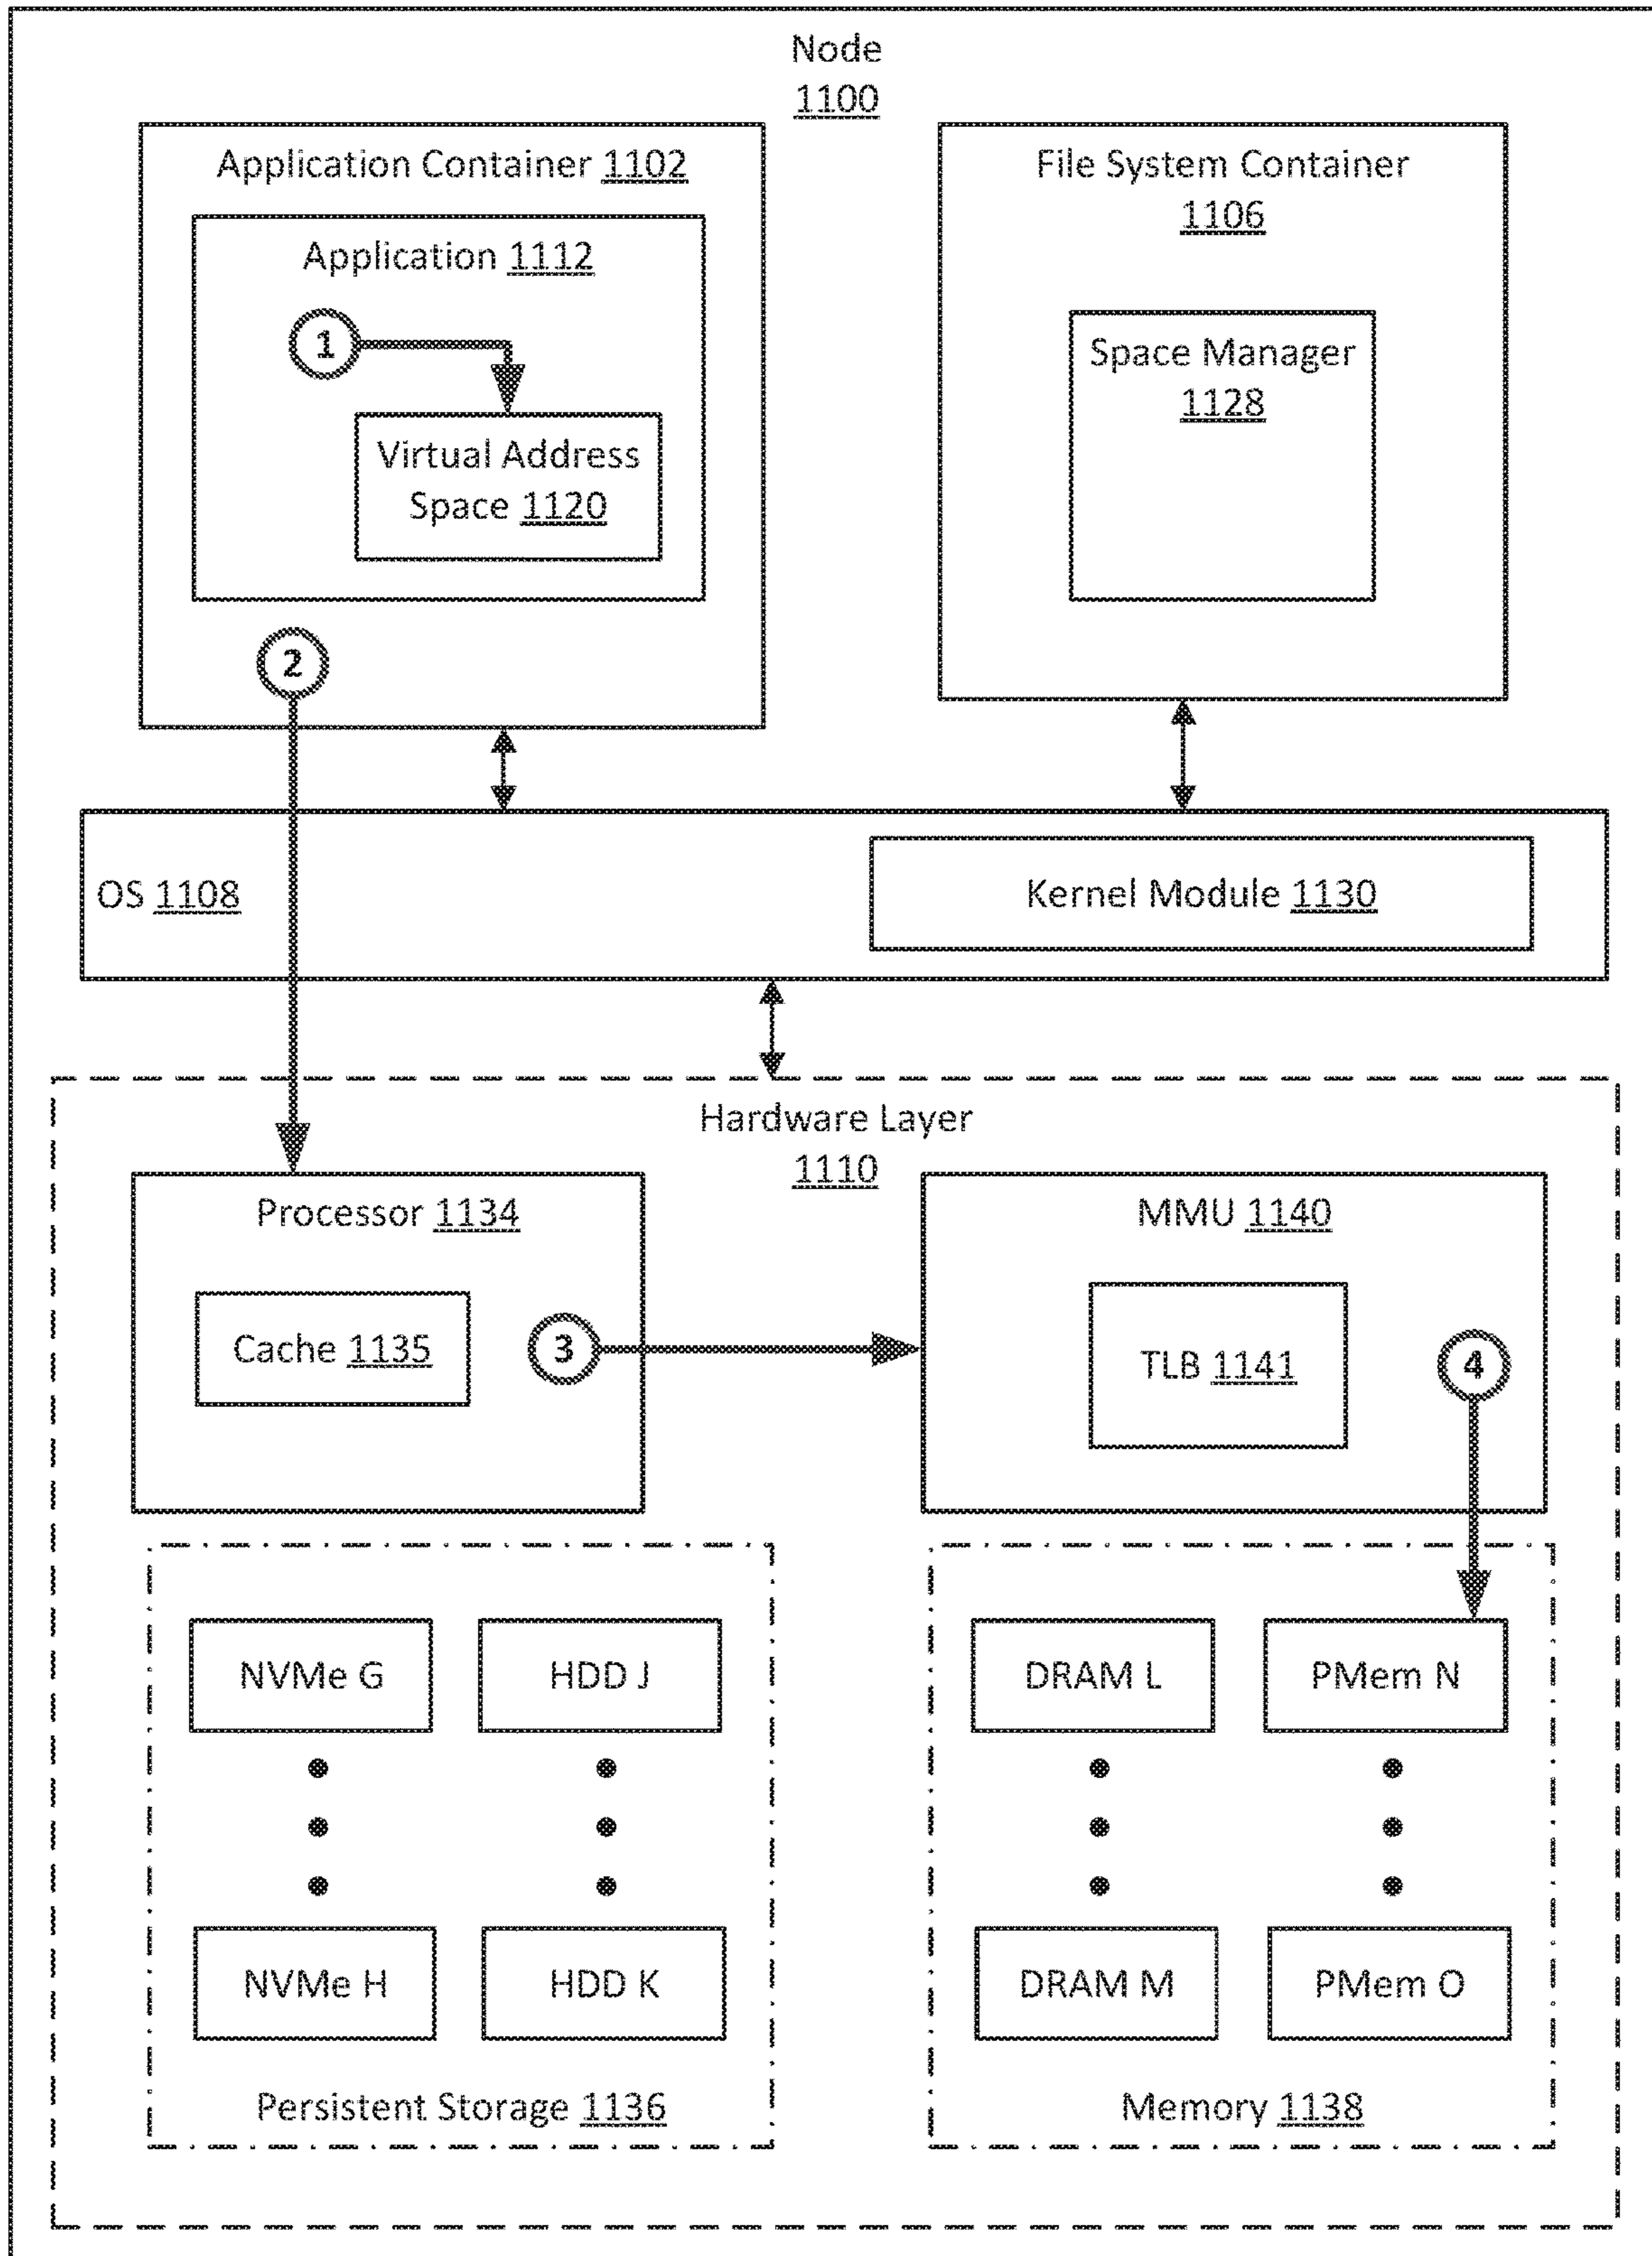 Node
1100
Application Container 1102
Application 1112
1
Virtual Address
Space 1120
2
File System Container
1106
Space Manager
1128
OS 1108
Kernel Module 1130
Hardware Layer
1110
Processor 1134
Cache 1135
3
MMU 1140
TLB 1141
4
NVMe G
HDD J
NVMe H
HDD K
Persistent Storage 1136
DRAM L
PMem N
DRAM M
PMem O
Memory 1138